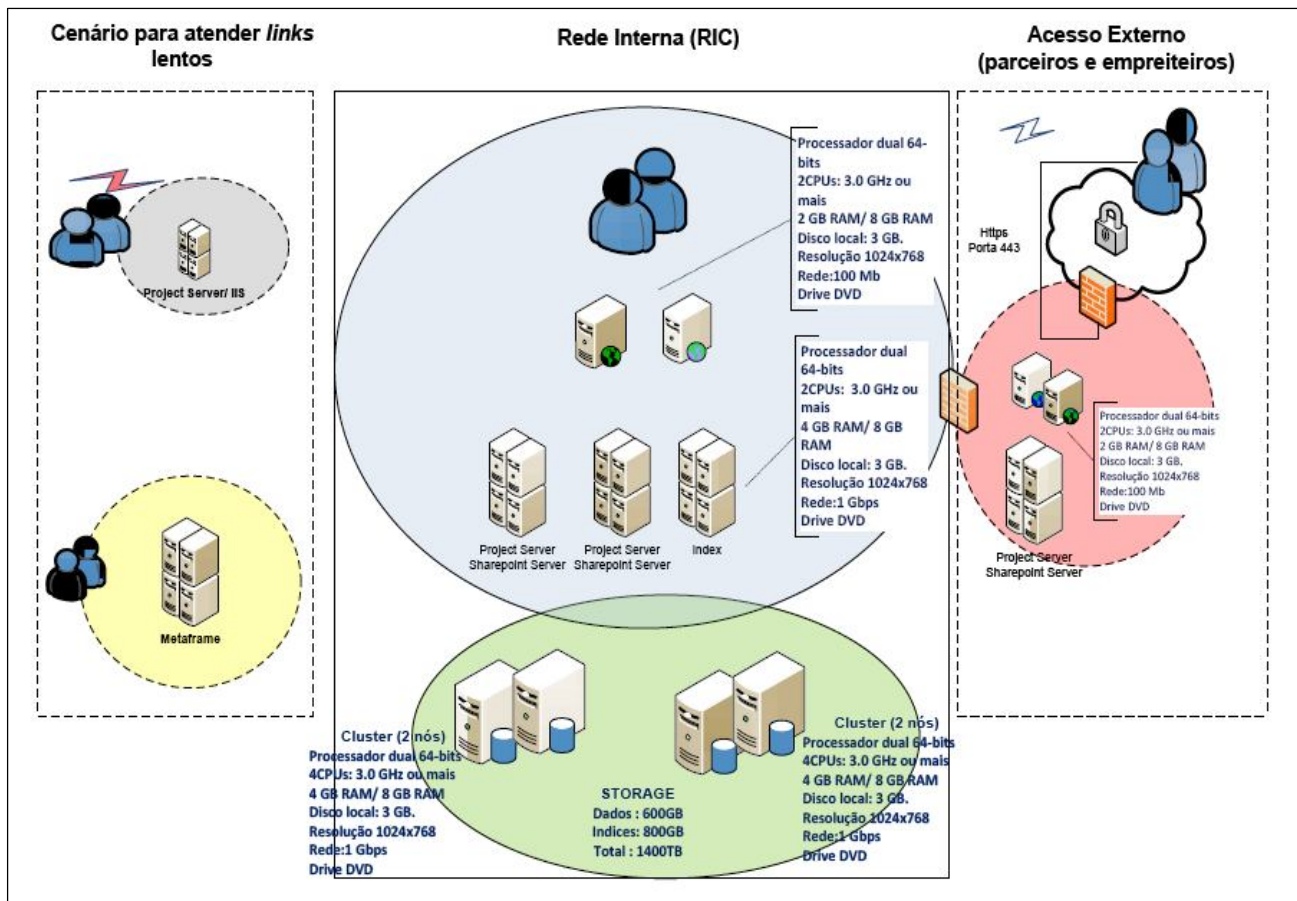 Cenário para atender links
lentos
Project Server/ IIS
Metaframe
Rede Interna (RIC)
Processador dual 64-
bits
2CPUs: 3.0 GHz ou
mais
2 GB RAM/ 8 GB RAM
Disco local: 3 GB.
Resolução 1024x768
Rede:100 Mb
Drive DVD
Processador dual
64-bits
2CPUs: 3.0 GHz ou
mais
4 GB RAM/ 8 GB
RAM
Disco local: 3 GB.
Resolução 1024x768
Rede:1 Gbps
Drive DVD
Project Server
Sharepoint Server
Project Server
Sharepoint Server
Index
Cluster (2 nós)
Processador dual 64-bits
4CPUs: 3.0 GHz ou mais
4 GB RAM/ 8 GB RAM
Disco local: 3 GB.
Resolução 1024x768
Rede:1 Gbps
Drive DVD
STORAGE
Dados : 600GB
Indices: 800GB
Total : 1400TB
Cluster (2 nós)
Processador dual 64-bits
4CPUs: 3.0 GHz ou mais
4 GB RAM/ 8 GB RAM
Disco local: 3 GB.
Resolução 1024x768
Rede:1 Gbps
Drive DVD
Acesso Externo
(parceiros e empreiteiros)
Https
Porta 443
Processador dual 64-bits
2CPUs: 3.0 GHz ou mais
2 GB RAM/ 8 GB RAM
Disco local: 3 GB.
Resolução 1024x768
Rede:100 Mb
Drive DVD
Project Server
Sharepoint Server